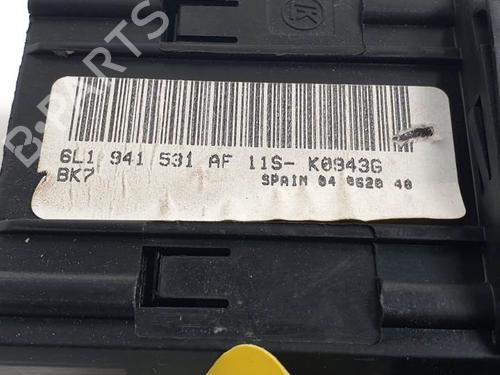 6L1 941 531 AF 11S- K0943G
BK7
SPAIN 04 0620 40
B-PARTS